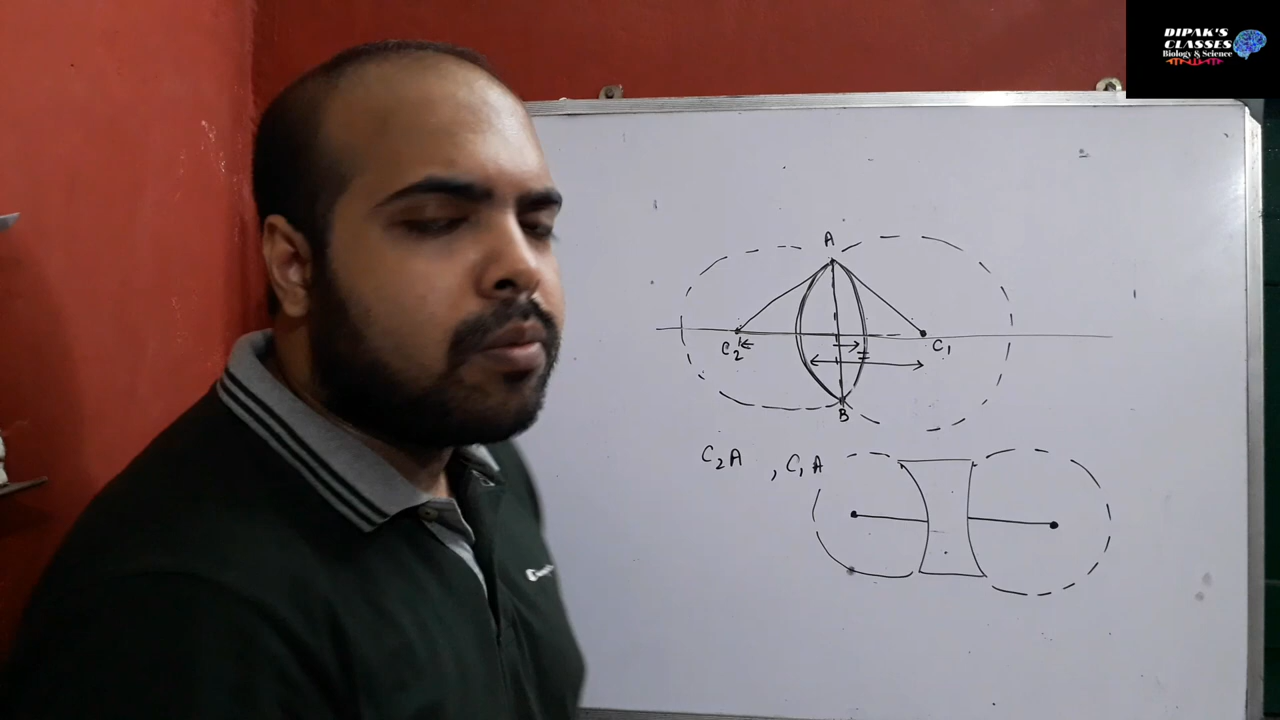 DIPAK'S
CLASSES
Biology & Science
A
C2
C1
B
C2A , C1A